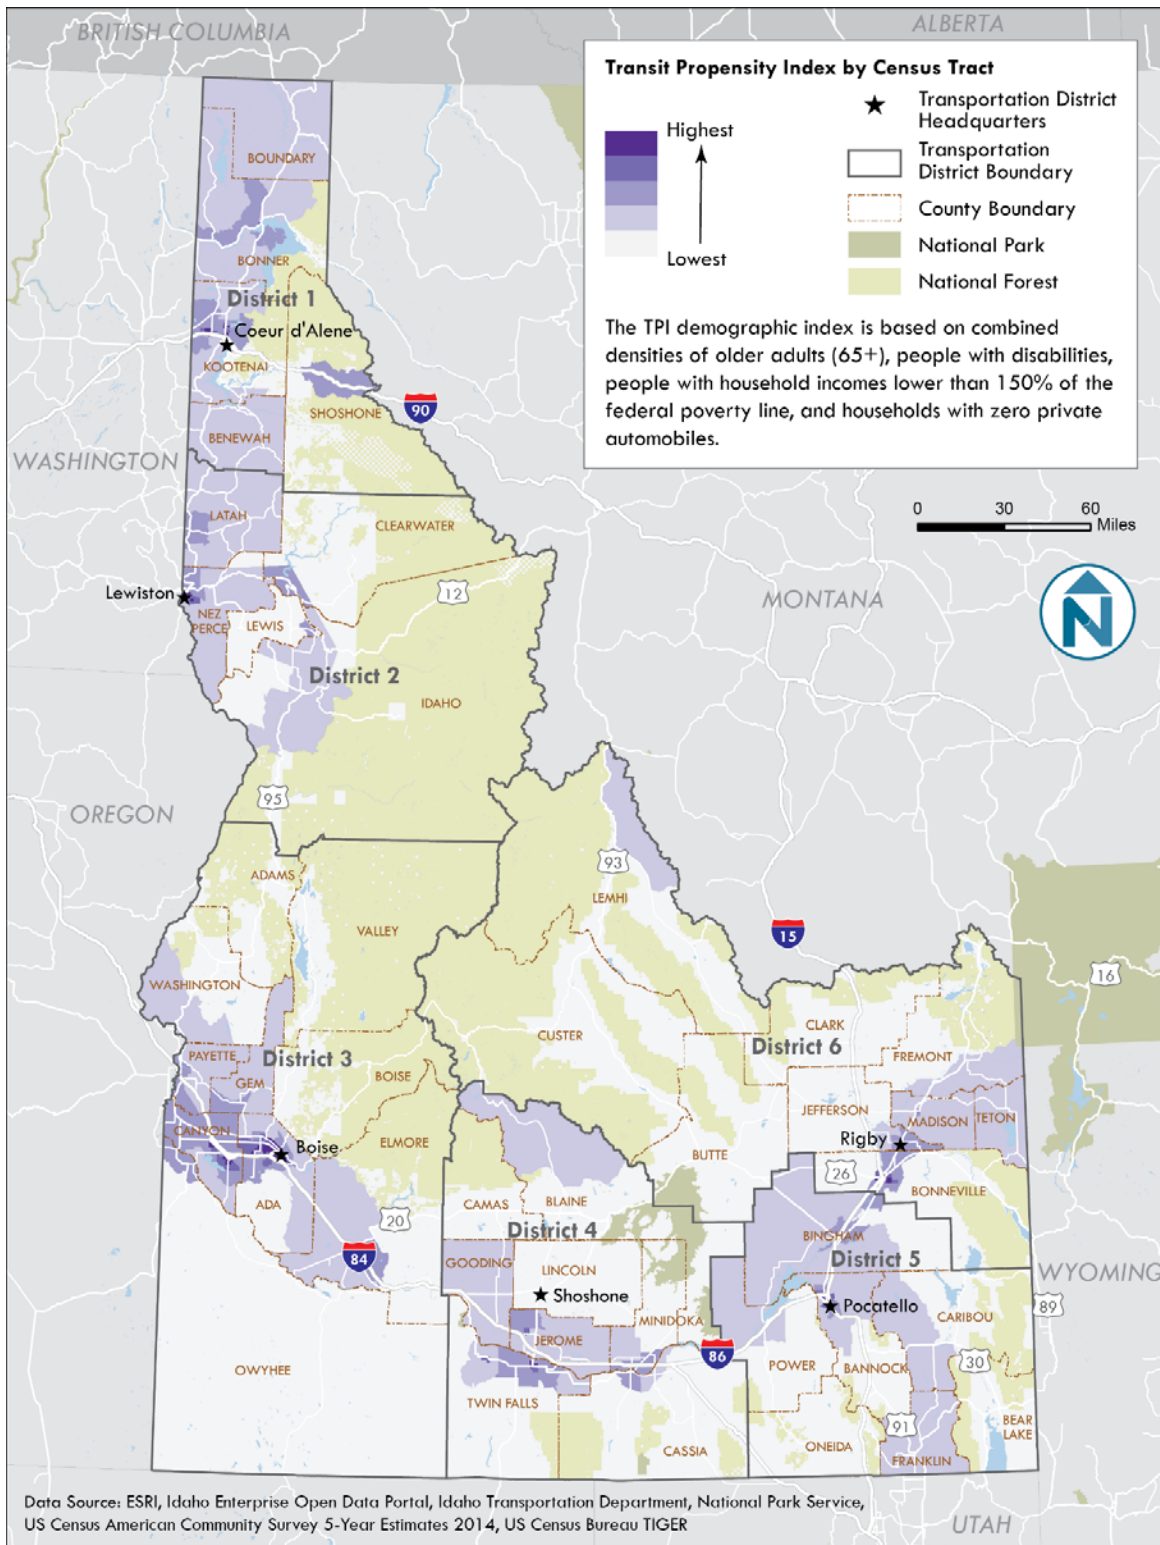 BRITISH COLUMBIA
ALBERTA
Transit Propensity Index by Census Tract
Highest
Lowest
Transportation District
Headquarters
Transportation
District Boundary
County Boundary
National Park
National Forest
The TPI demographic index is based on combined
densities of older adults (65+), people with disabilities,
people with household incomes lower than 150% of the
federal poverty line, and households with zero private
automobiles.
BOUNDARY
BONNER
District 1
Coeur d'Alene
KOOTENAI
SHOSHONE
90
BENEWAH
WASHINGTON
LATAH
CLEARWATER
0 30 60
Miles
Lewiston
12
NEZ
PERCE
LEWIS
MONTANA
N
District 2
IDAHO
95
OREGON
93
ADAMS
LEMHI
VALLEY
15
16
WASHINGTON
CLARK
CUSTER
District 6
FREMONT
PAYETTE
District 3
GEM
BOISE
JEFFERSON
MADISON
TETON
CANYON
Boise
ELMORE
Rigby
BUTTE
26
BONNEVILLE
ADA
20
CAMAS
BLAINE
District 4
BINGHAM
District 5
84
GOODING
LINCOLN
WYOMING
Shoshone
Pocatello
89
MINIDOKA
CARIBOU
JEROME
86
OWYHEE
POWER
BANNOCK
30
TWIN FALLS
91
BEAR
LAKE
CASSIA
ONEIDA
FRANKLIN
Data Source: ESRI, Idaho Enterprise Open Data Portal, Idaho Transportation Department, National Park Service,
US Census American Community Survey 5-Year Estimates 2014, US Census Bureau TIGER
UTAH